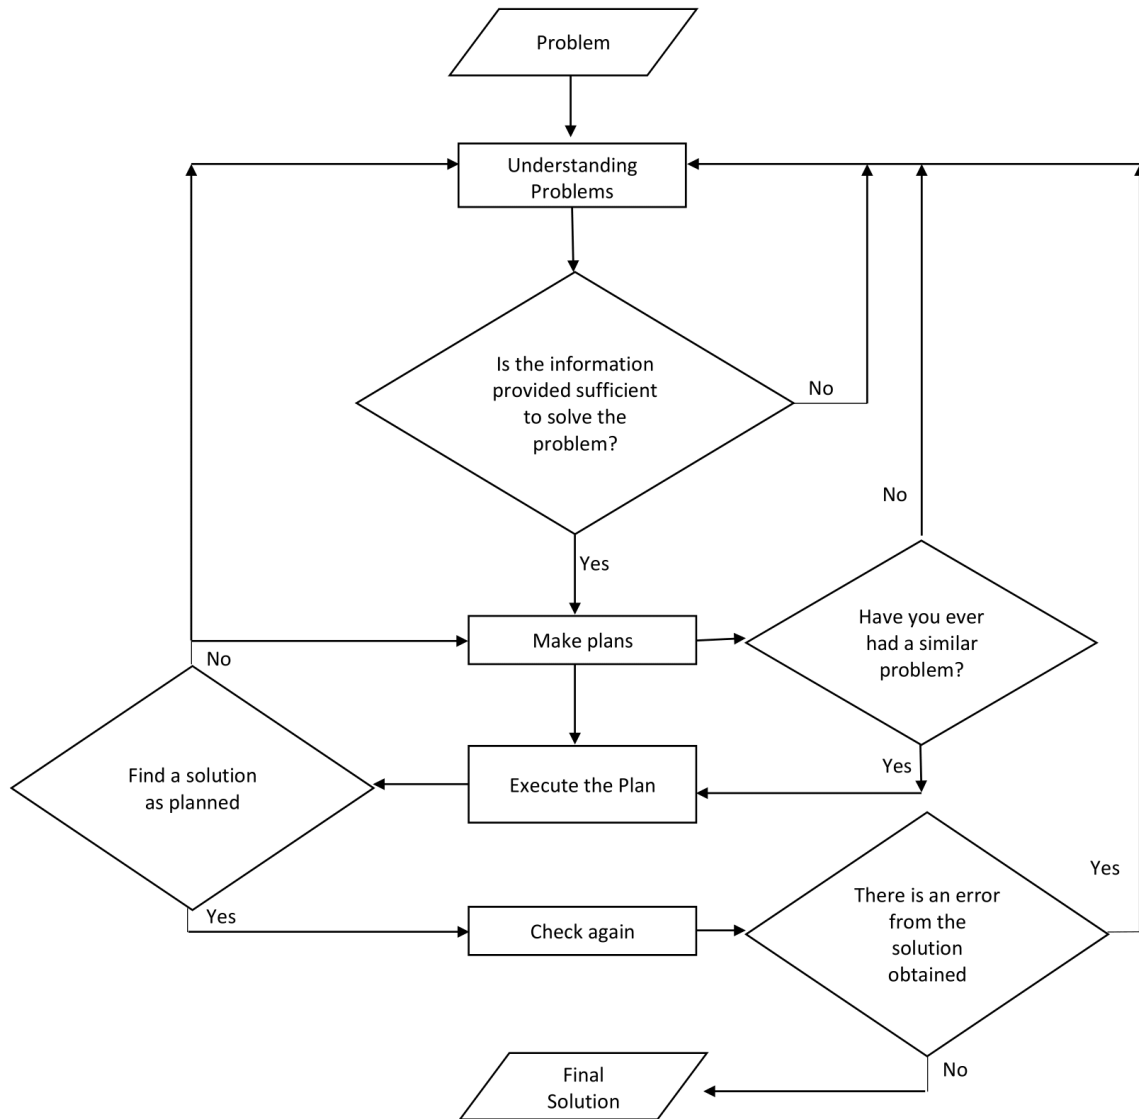 Problem
Understanding
Problems
Is the information
provided sufficient
to solve the
problem?
No
No
Yes
Make plans
Have you ever
had a similar
problem?
No
Find a solution
as planned
Execute the Plan
Yes
Yes
Check again
There is an error
from the
solution
obtained
Yes
No
Final
Solution